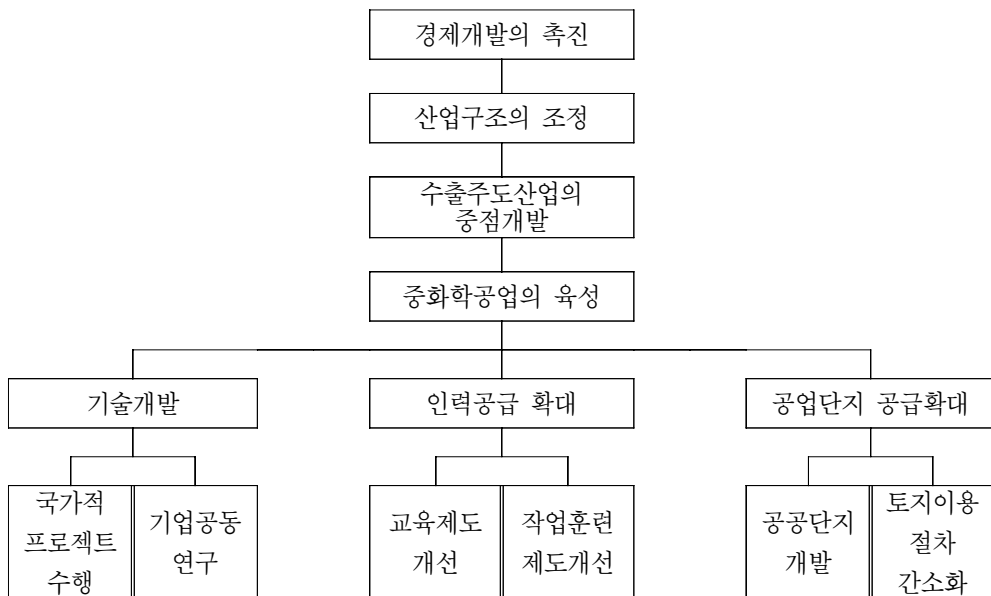 경제개발의 촉진
산업구조의 조정
수출주도산업의
중점개발
중화학공업의 육성
기술개발
인력공급 확대
공업단지 공급확대
국가적
프로젝트
수행
기업공동
연구
교육제도
개선
작업훈련
제도개선
공공단지
개발
토지이용
절차
간소화